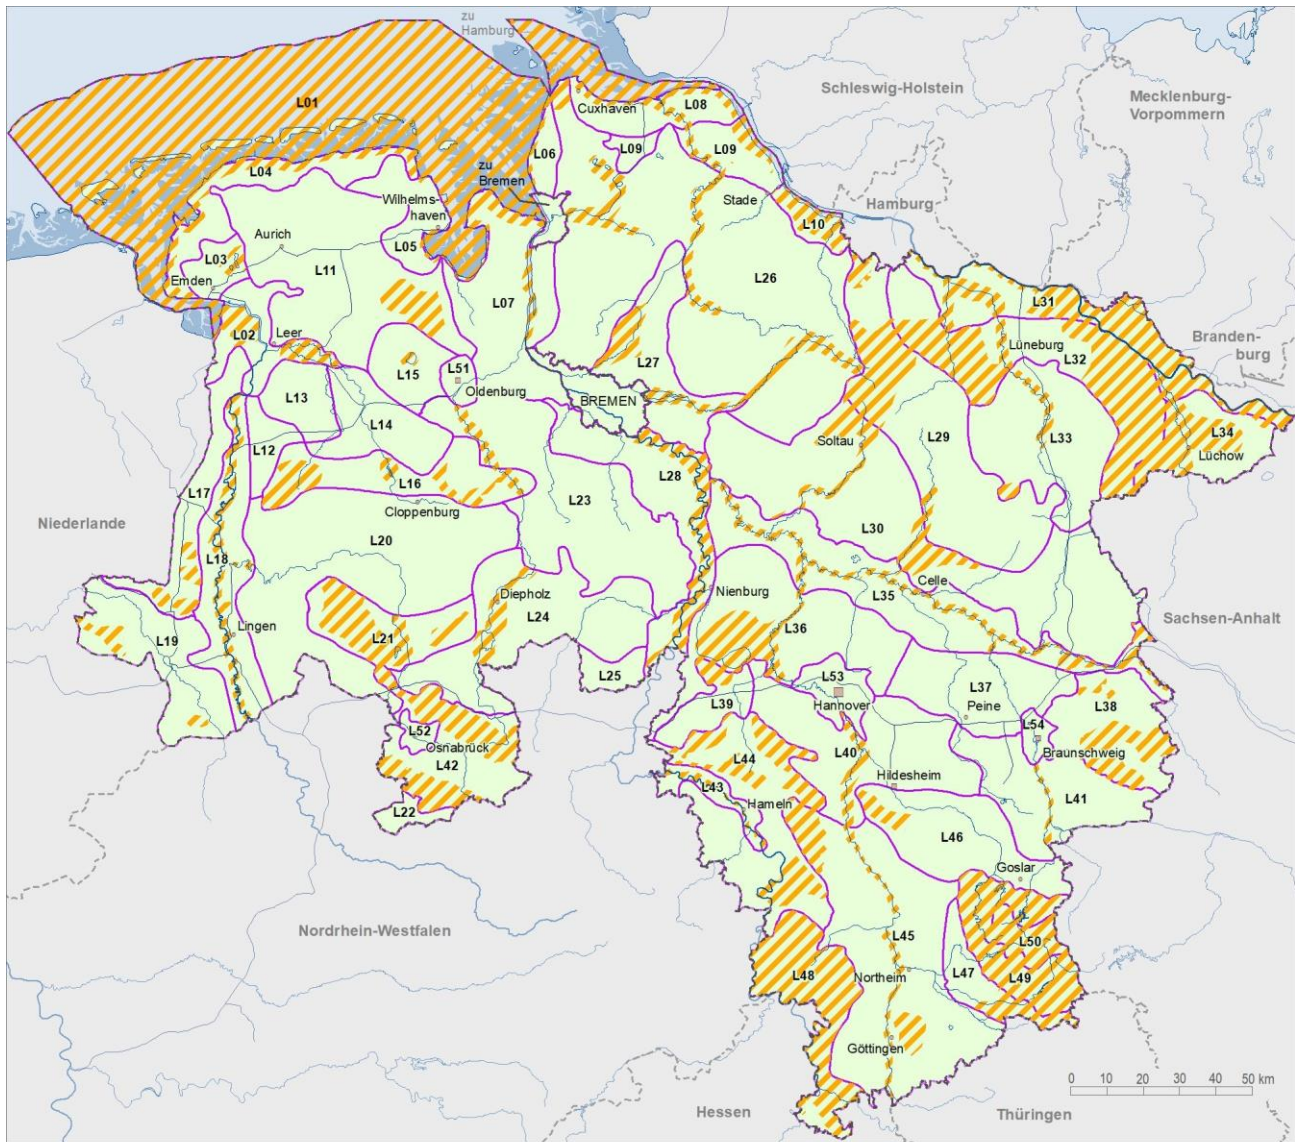 zu
Hamburg
L01
Schleswig-Holstein
Mecklenburg-
Vorpommern
Cuxhaven
L08
L06
L09
L09
L04
zu
Bremen
Wilhelms-
haven
Stade
Hamburg
L10
L05
Aurich
L03
Emden
L11
L26
L07
L31
L02
Leer
Lüneburg
L32
Branden-
burg
L27
L15
L51
Oldenburg
BREMEN
L13
L14
L12
Soltau
L29
L33
L34
Lüchow
L28
L17
L16
Cloppenburg
L23
Niederlande
L20
L30
L18
Celle
L35
Diepholz
Nienburg
L24
Sachsen-Anhalt
L19
Lingen
L21
L36
L25
L53
Hannover
L37
Peine
L39
L38
L52
Osnabrück
L42
L54
Braunschweig
L44
L40
Hildesheim
L43
Hameln
L41
L22
L46
Goslar
Nordrhein-Westfalen
L45
L50
L48
Northeim
L47
L49
Göttingen
0 10 20 30 40 50 km
Hessen
Thüringen